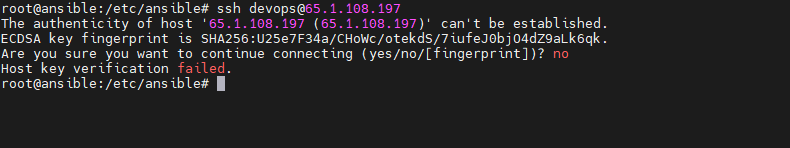 root@ansible:/etc/ansible# ssh devops@65.1.108.197
The authenticity of host '65.1.108.197 (65.1.108.197)' can't be established.
ECDSA key fingerprint is SHA256:U25e7F34a/CHoWc/otekdS/7iufeJ0bjO4dZ9aLk6qk.
Are you sure you want to continue connecting (yes/no/[fingerprint])? no
Host key verification failed.
root@ansible:/etc/ansible#